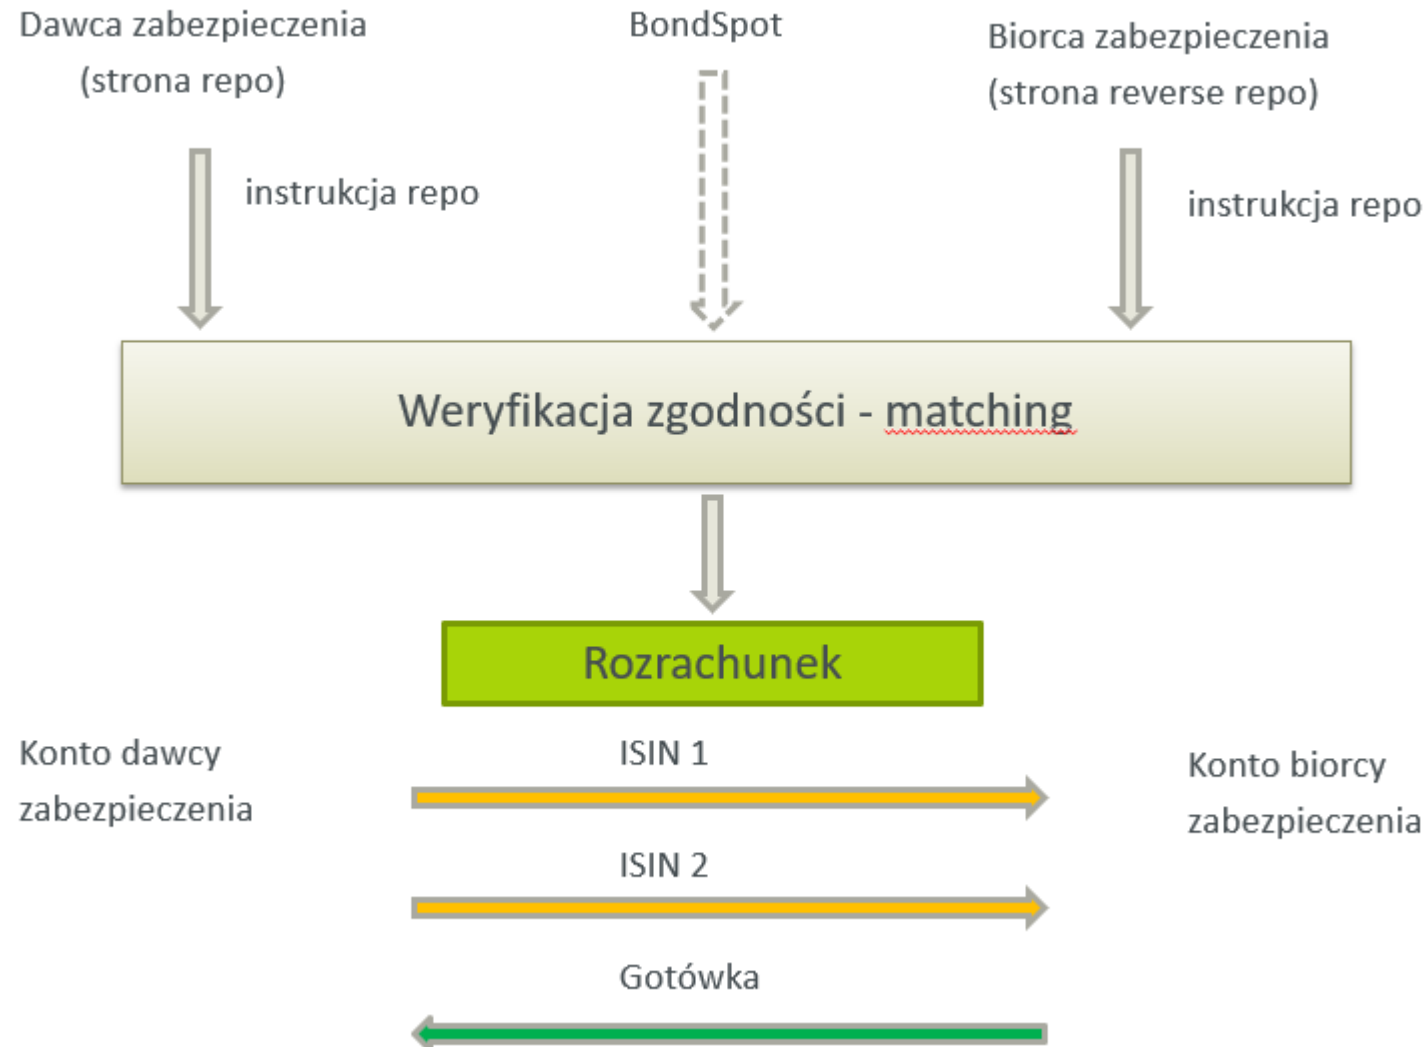 Dawca zabezpieczenia
(strona repo)
BondSpot
Biorca zabezpieczenia
(strona reverse repo)
instrukcja repo
instrukcja repo
Weryfikacja zgodności - matching
Rozrachunek
Konto dawcy
zabezpieczenia
ISIN 1
Konto biorcy
zabezpieczenia
ISIN 2
Gotówka